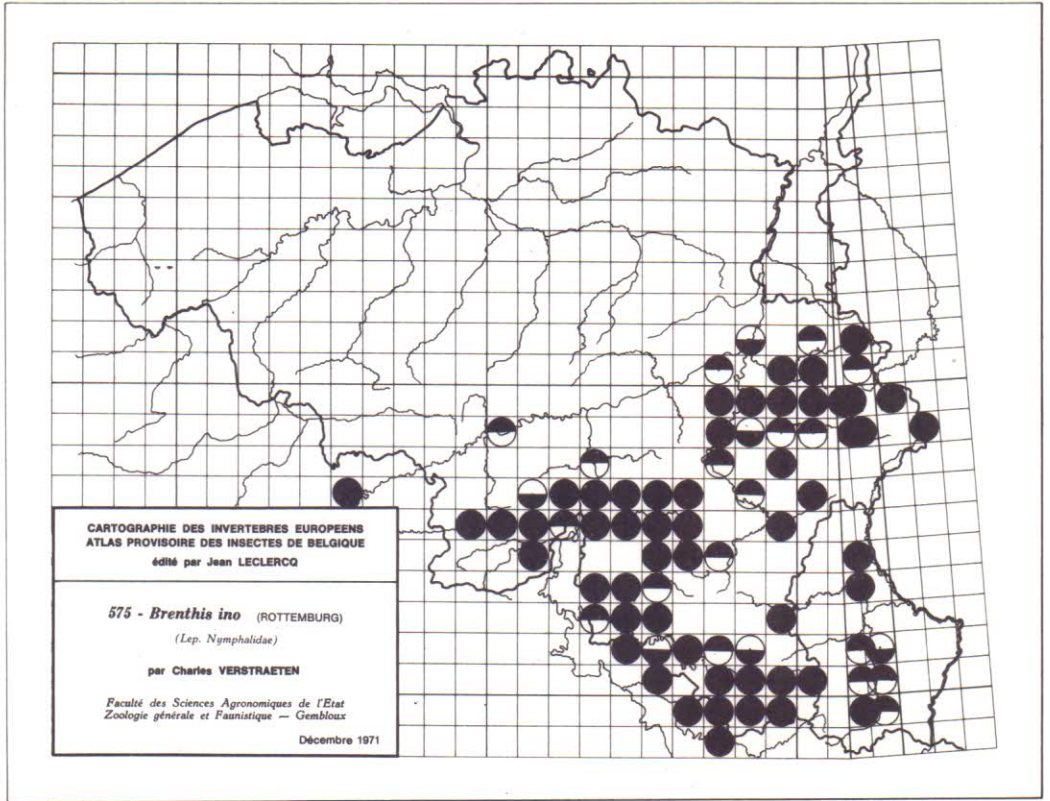 CARTOGRAPHIE DES INVERTEBRES EUROPEENS
ATLAS PROVISOIRE DES INSECTES DE BELGIQUE
édité par Jean LECLERCQ
575 - Brenthis ino (ROTTEMBURG)
(Lep. Nymphalidae)
par Charles VERSTRAETEN
Faculté des Sciences Agronomiques de l'Etat
Zoologie générale et Faunistique — Gembloux
Décembre 1971